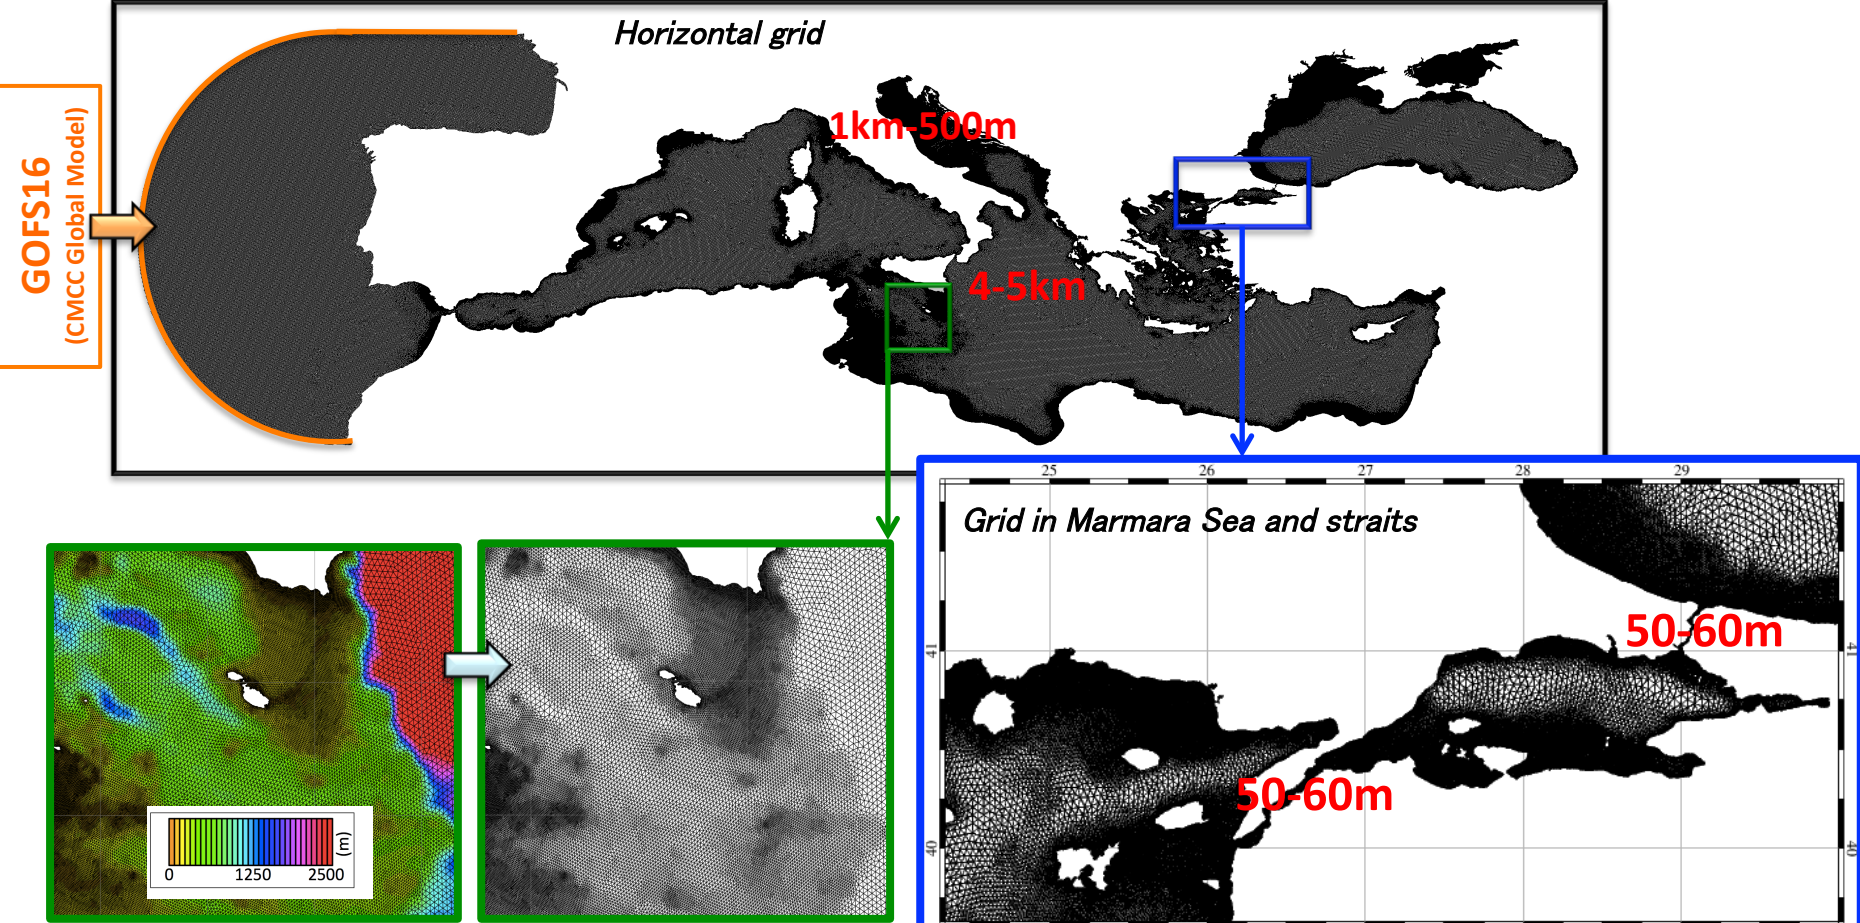 Horizontal grid
GOFS16
(CMCC Global Model)
1km-500m
4-5km
25 26 27 28 29
Grid in Marmara Sea and straits
50-60m
41 41
50-60m
40 40
(m)
0 1250 2500